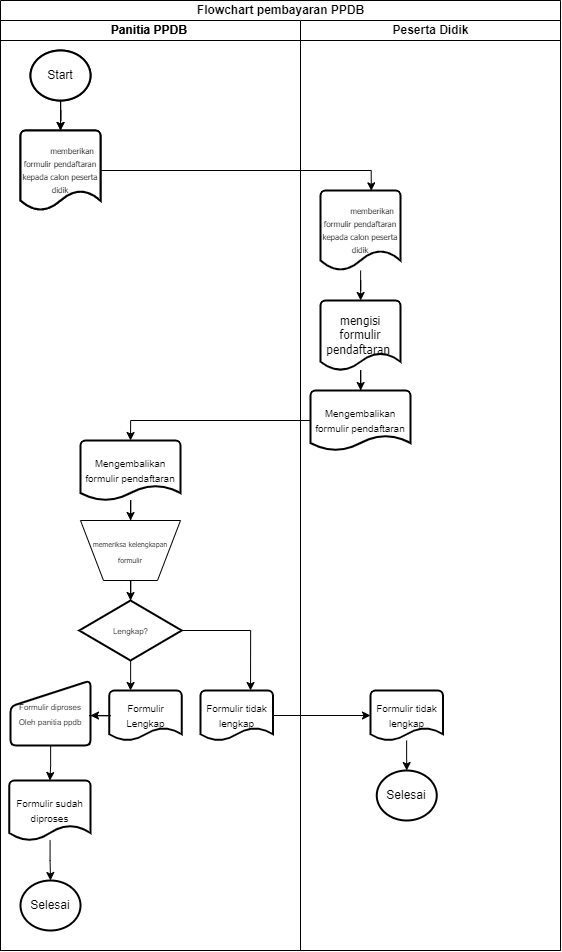 Flowchart pembayaran PPDB
Panitia PPDB
Peserta Didik
Start
memberikan
formulir pendaftaran
kepada calon peserta
didik
memberikan
formulir pendaftaran
kepada calon peserta
didik
mengisi
formulir
pendaftaran
Mengembalikan
formulir pendaftaran
Mengembalikan
formulir pendaftaran
memeriksa kelengkapan
formulir
Lengkap?
Formulir diproses
Oleh panitia ppdb
Formulir
Lengkap
Formulir tidak
lengkap
Formulir tidak
lengkap
Selesai
Formulir sudah
diproses
Selesai